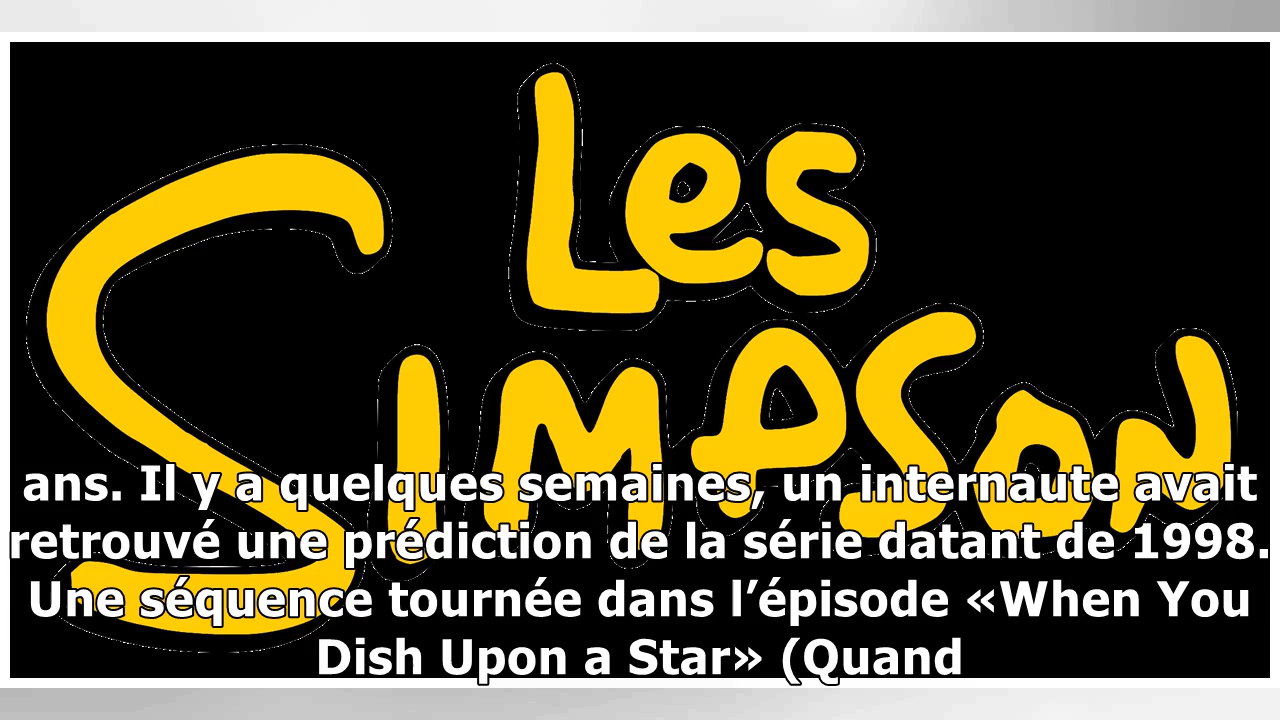 Les
SIMPSON
ans. Il y a quelques semaines, un internaute avait
retrouvé une prédiction de la série datant de 1998.
Une séquence tournée dans l’épisode «When You
Dish Upon a Star» (Quand